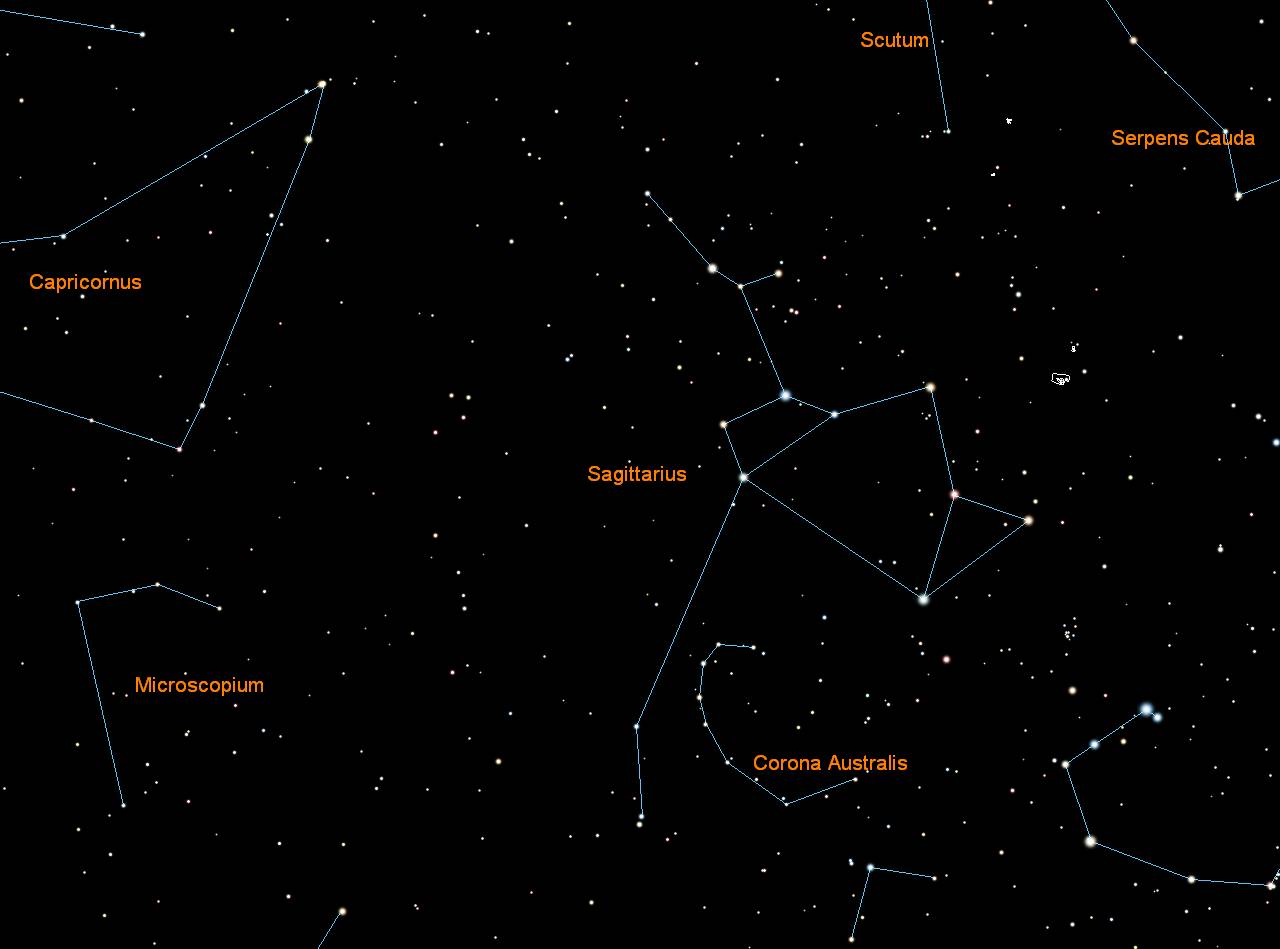 Scutum
Serpens Cauda
Capricornus
Sagittarius
Microscopium
Corona Australis